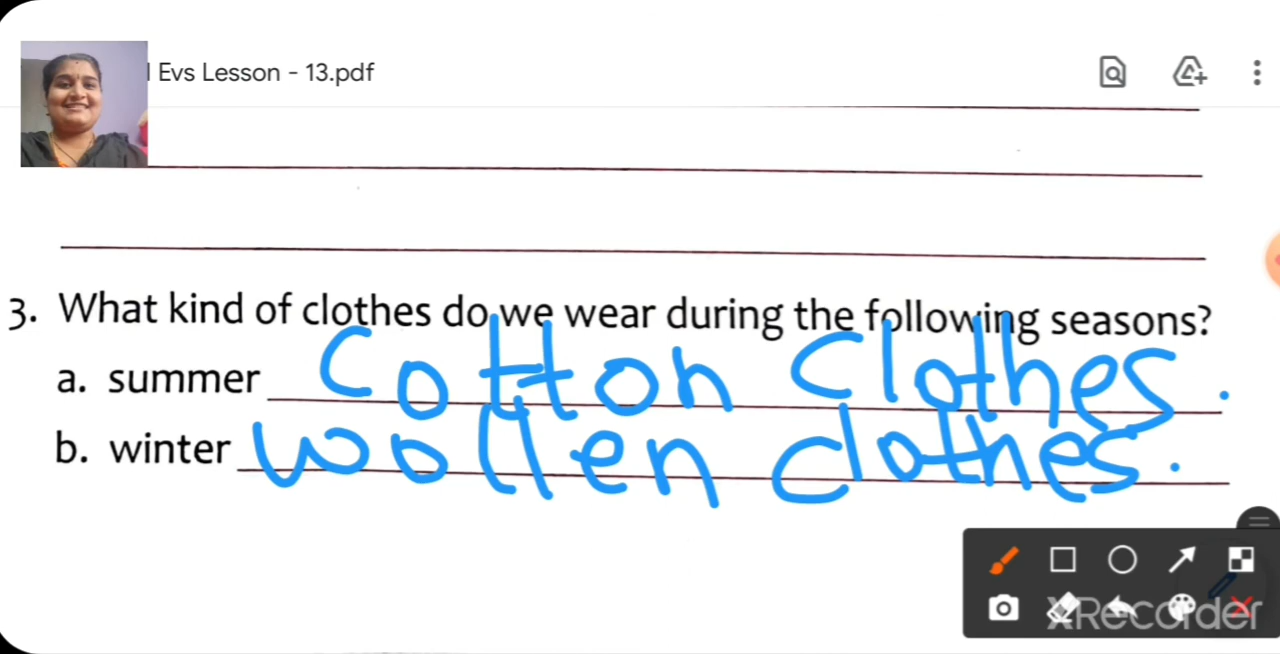 Evs Lesson - 13.pdf
3. What kind of clothes do we wear during the following seasons?
a. summer cotton clothes.
b. winter wollen clothes.
XRecorder